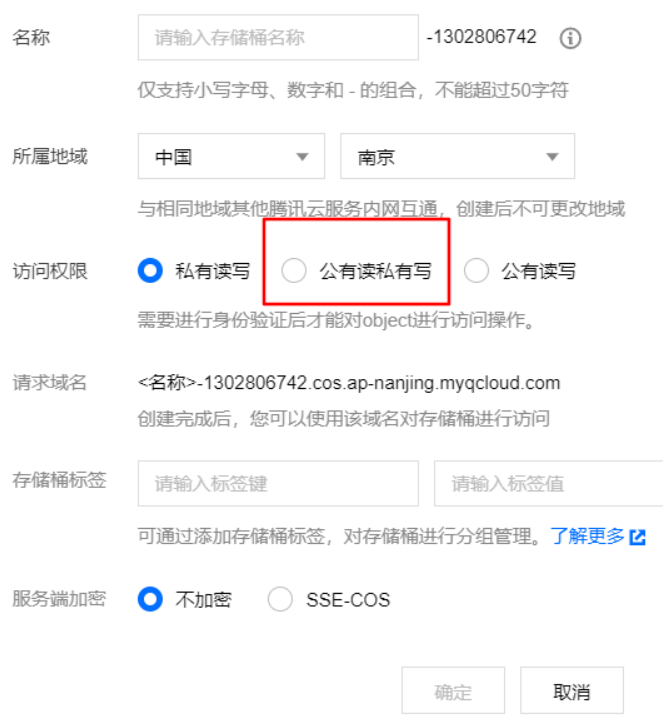 名称 请输入存储桶名称 -1302806742
仅支持小写字母、数字和 - 的组合，不能超过50字符
所属地域 中国 南京
与相同地域其他腾讯云服务内网互通，创建后不可更改地域
访问权限 私有读写 公有读私有写 公有读写
需要进行身份验证后才能对object进行访问操作。
请求域名 <名称>-1302806742.cos.ap-nanjing.myqcloud.com
创建完成后，您可以使用该域名对存储桶进行访问
存储桶标签 请输入标签键 请输入标签值
可通过添加存储桶标签，对存储桶进行分组管理。了解更多
服务端加密 不加密 SSE-COS
确定 取消